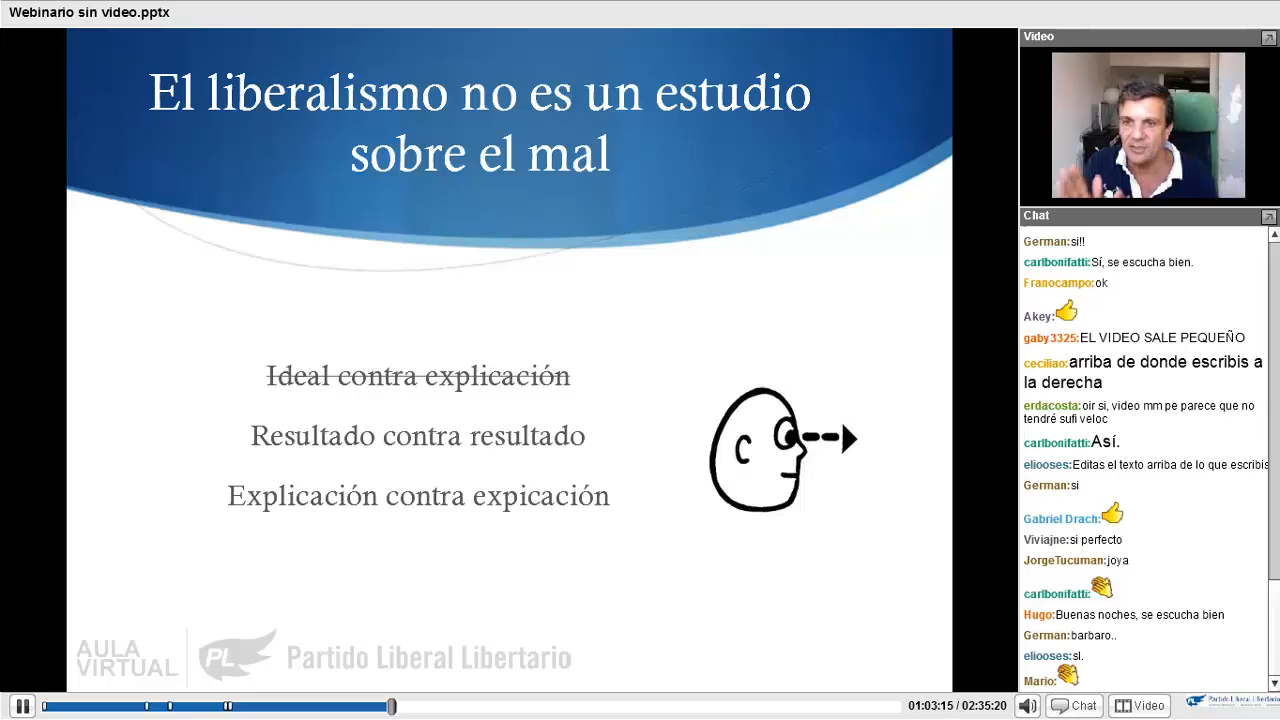 Webinario sin video.pptx
El liberalismo no es un estudio
sobre el mal
Ideal contra explicación
Resultado contra resultado
Explicación contra expicación
AULA
VIRTUAL
PL
Partido Liberal Libertario
Video
Chat
German:si!!
carlbonifatti:Sí, se escucha bien.
Franocampo:ok
Akey:
gaby3325:EL VIDEO SALE PEQUEÑO
ceciliao:arriba de donde escribis a
la derecha
erdacosta:oir si, video mm pe parece que no
tendré sufi veloc
carlbonifatti:Así.
eliooses:Editas el texto arriba de lo que escribis
German:si
Gabriel Drach:
Viviajne:si perfecto
JorgeTucuman:joya
carlbonifatti:
Hugo:Buenas noches, se escucha bien
German:barbaro..
eliooses:sI.
Mario:
01:03:15 / 02:35:20
Chat
Video
Partido Liberal Libertario